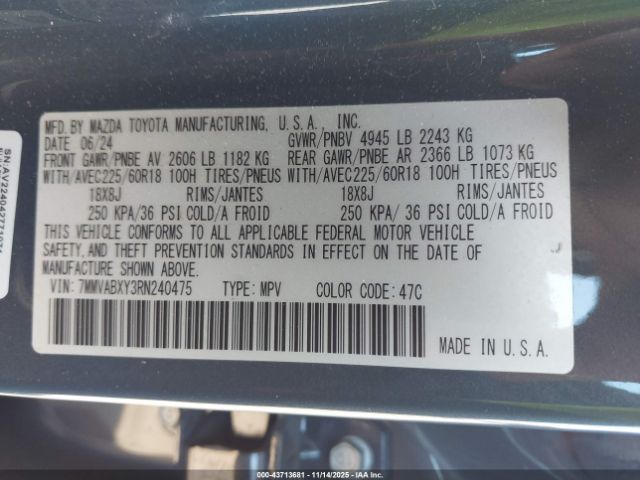 MFD. BY MAZDA TOYOTA MANUFACTURING, U.S.A., INC.
DATE 06/24 GVWR/PNBV 4945 LB 2243 KG
FRONT GAWR/PNBE AV 2606 LB 1182 KG REAR GAWR/PNBE AR 2366 LB 1073 KG
WITH/AVEC225/60R18 100H TIRES/PNEUS WITH/AVEC225/60R18 100H TIRES/PNEUS
18X8J RIMS/JANTES 18X8J RIMS/JANTES
250 KPA/36 PSI COLD/A FROID 250 KPA/36 PSI COLD/A FROID
THIS VEHICLE CONFORMS TO ALL APPLICABLE FEDERAL MOTOR VEHICLE
SAFETY, AND THEFT PREVENTION STANDARDS IN EFFECT ON THE DATE OF
MANUFACTURE SHOWN ABOVE.
VIN: 7MMVABXY3RN240475 TYPE: MPV COLOR CODE: 47C
MADE IN U.S.A.
000-43713681 | 11/14/2025 — IAA Inc.